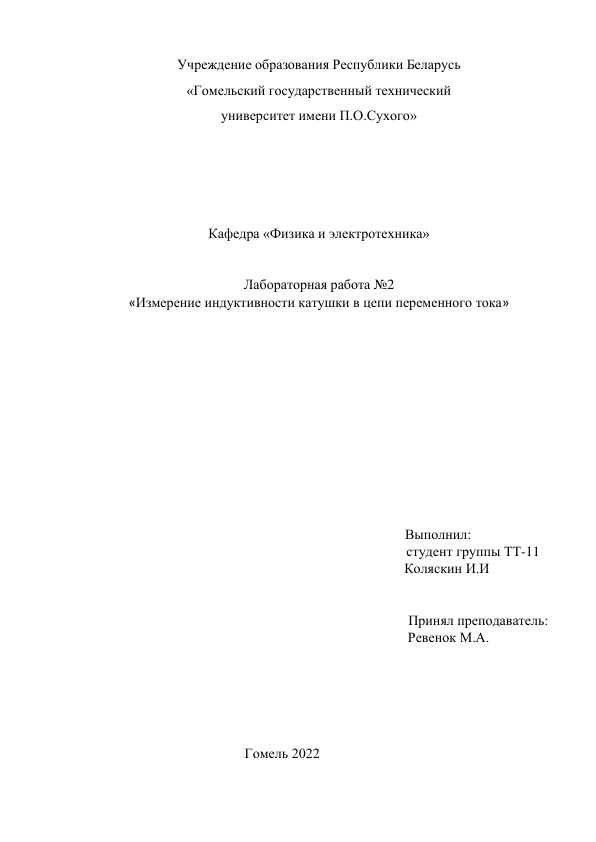 Учреждение образования Республики Беларусь
«Гомельский государственный технический
университет имени П.О.Сухого»
Кафедра «Физика и электротехника»
Лабораторная работа №2
«Измерение индуктивности катушки в цепи переменного тока»
Выполнил:
студент группы ТТ-11
Коляскин И.И
Принял преподаватель:
Ревенок М.А.
Гомель 2022